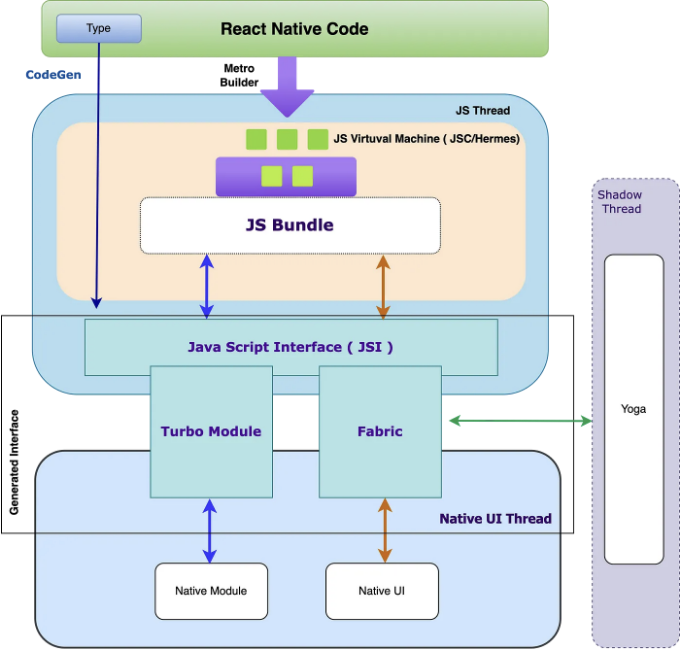 Type
React Native Code
CodeGen
Metro
Builder
JS Thread
JS Virtuval Machine ( JSC/Hermes)
JS Bundle
Shadow
Thread
Java Script Interface ( JSI )
Turbo Module
Fabric
Yoga
Generated Interface
Native UI Thread
Native Module
Native UI